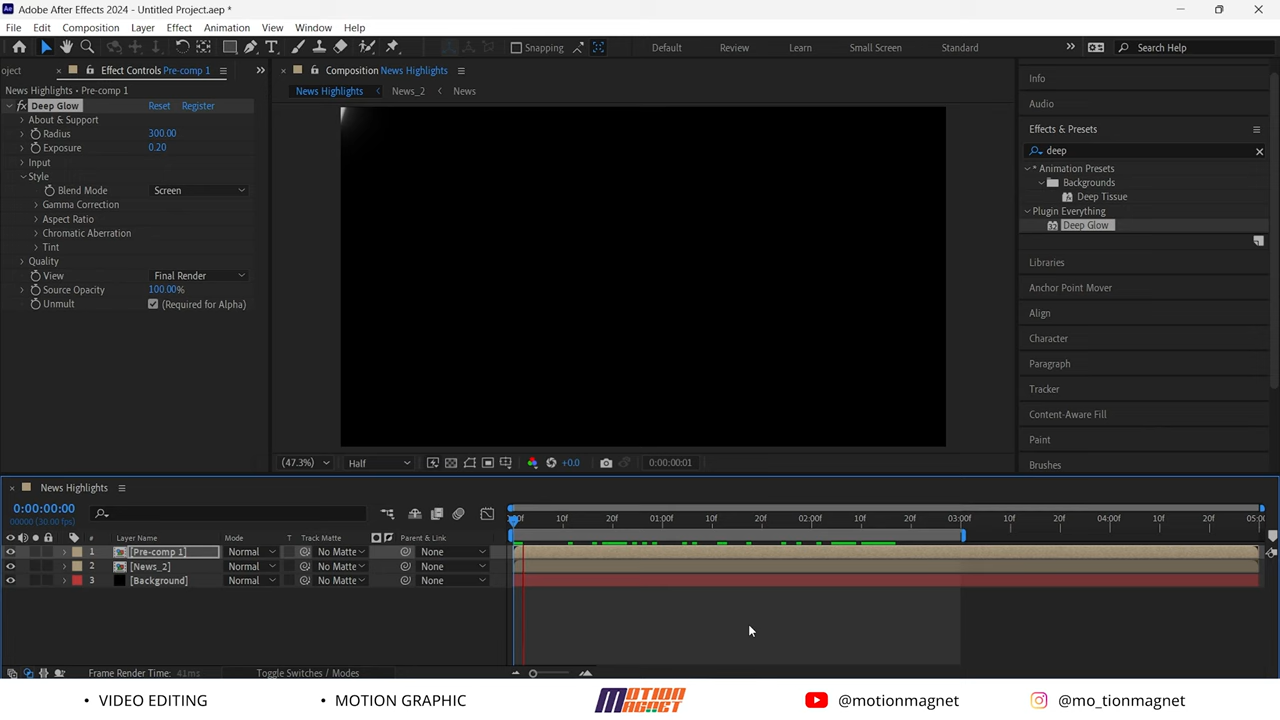 Adobe After Effects 2024 - Untitled Project.aep *
File Edit Composition Layer Effect Animation View Window Help
Snapping Default Review Learn Small Screen Standard Search Help
oject Effect Controls Pre-comp 1
News Highlights • Pre-comp 1
fx Deep Glow Reset Register
About & Support
Radius 300.00
Exposure 0.20
Input
Style
Blend Mode Screen
Gamma Correction
Aspect Ratio
Chromatic Aberration
Tint
Quality
View Final Render
Source Opacity 100.00%
Unmult (Required for Alpha)
Composition News Highlights
News Highlights News_2 News
(47.3%) Half +0.0 0:00:00:01
Info
Audio
Effects & Presets
deep
* Animation Presets
Backgrounds
Deep Tissue
Plugin Everything
Deep Glow
Libraries
Anchor Point Mover
Align
Character
Paragraph
Tracker
Content-Aware Fill
Paint
Brushes
News Highlights
0:00:00:00
00000 (30.00 fps)
10f 20f 01:00f 10f 20f 02:00f 10f 20f 03:00f 10f 20f 04:00f 10f 20f 05:0
# Layer Name Mode T Track Matte Parent & Link
1 [Pre-comp 1] Normal No Matte None
2 [News_2] Normal No Matte None
3 [Background] Normal No Matte None
Frame Render Time: 41ms Toggle Switches / Modes
• VIDEO EDITING • MOTION GRAPHIC MOTION MAGNET @motionmagnet @mo_tionmagnet